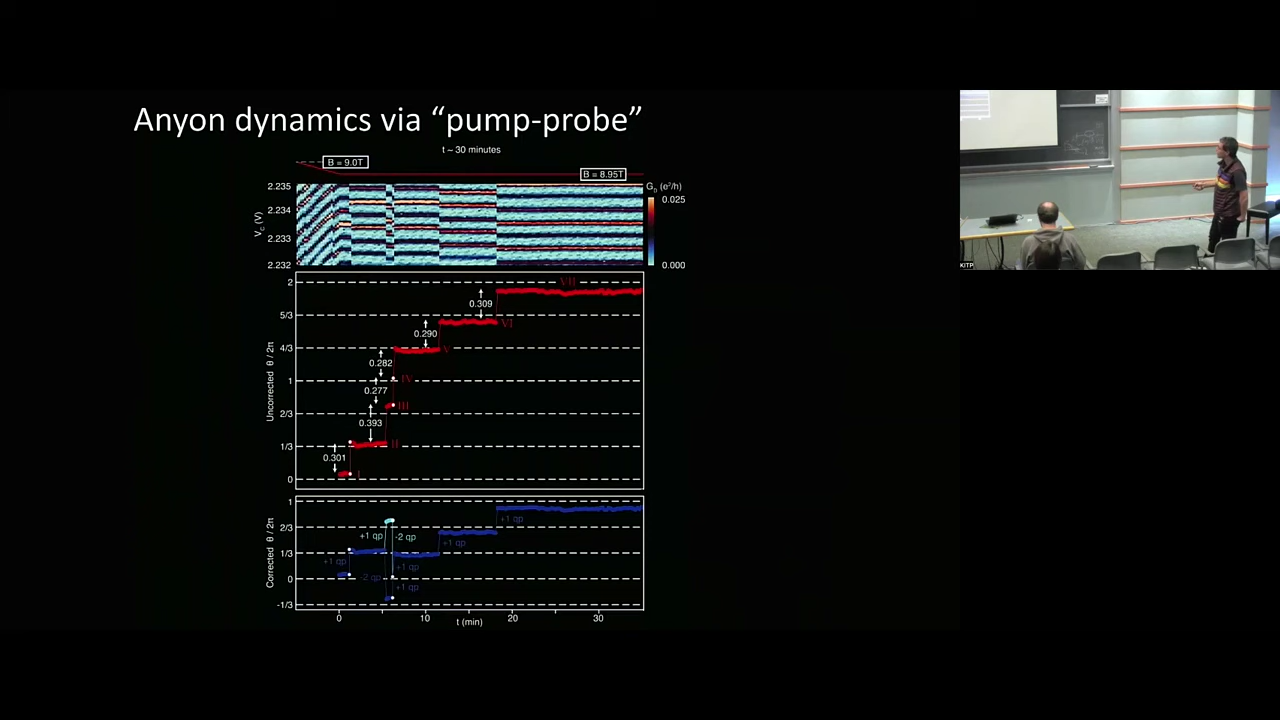 Anyon dynamics via “pump-probe”
t ~ 30 minutes
B = 9.0T
B = 8.95T
G_D (e²/h)
2.235
2.234
2.233
2.232
V_C (V)
0.025
0.000
2
5/3
4/3
1
2/3
1/3
0
Uncorrected θ / 2π
VII
0.309
VI
0.290
V
0.282
IV
0.277
III
0.393
II
0.301
I
1
2/3
1/3
0
-1/3
Corrected θ / 2π
+1 qp
+1 qp
-2 qp
+1 qp
+1 qp
+1 qp
-2 qp
+1 qp
0
10
20
30
t (min)
KITP